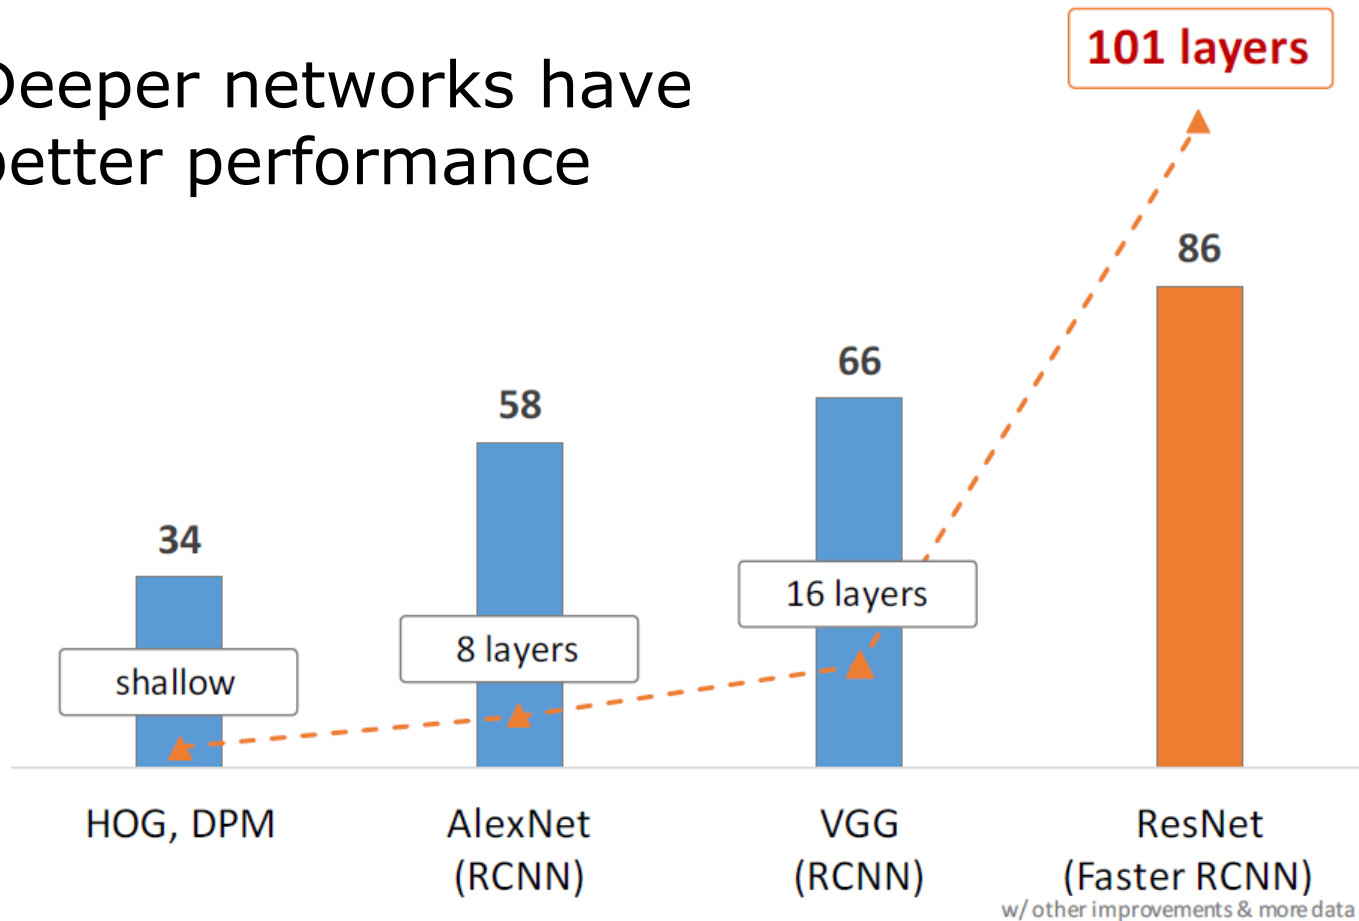 Deeper networks have
better performance
101 layers
86
66
58
34
16 layers
8 layers
shallow
HOG, DPM
AlexNet
(RCNN)
VGG
(RCNN)
ResNet
(Faster RCNN)
w/ other improvements & more data